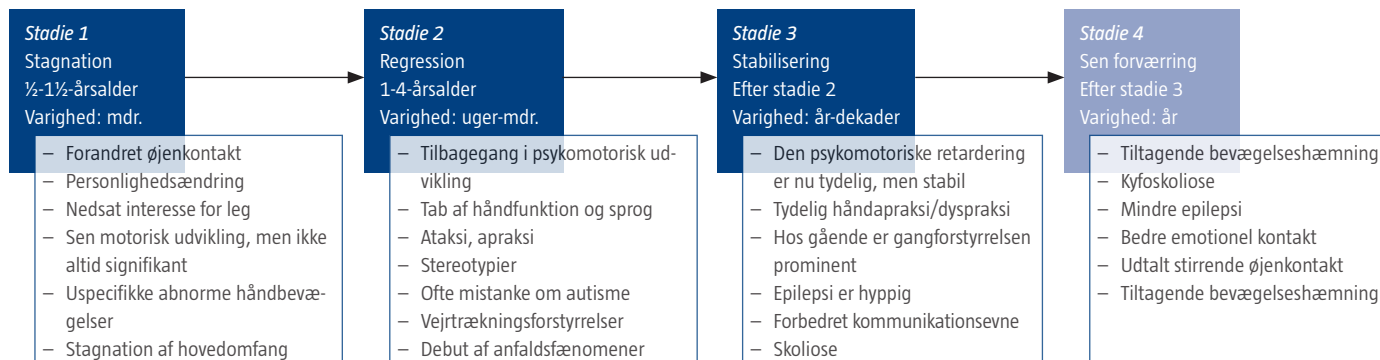 Stadie 1
Stagnation
½-1½-årsalder
Varighed: mdr.
– Forandret øjenkontakt
– Personlighedsændring
– Nedsat interesse for leg
– Sen motorisk udvikling, men ikke
altid signifikant
– Uspecifikke abnorme håndbevæ-
gelser
– Stagnation af hovedomfang
Stadie 2
Regression
1-4-årsalder
Varighed: uger-mdr.
– Tilbagegang i psykomotorisk ud-
vikling
– Tab af håndfunktion og sprog
– Ataksi, apraksi
– Stereotypier
– Ofte mistanke om autisme
– Vejrtrækningsforstyrrelser
– Debut af anfaldsfænomener
Stadie 3
Stabilisering
Efter stadie 2
Varighed: år-dekader
– Den psykomotoriske retardering
er nu tydelig, men stabil
– Tydelig håndapraksi/dyspraksi
– Hos gående er gangforstyrrelsen
prominent
– Epilepsi er hyppig
– Forbedret kommunikationsevne
– Skoliose
Stadie 4
Sen forværring
Efter stadie 3
Varighed: år
– Tiltagende bevægelseshæmning
– Kyfoskoliose
– Mindre epilepsi
– Bedre emotionel kontakt
– Udtalt stirrende øjenkontakt
– Tiltagende bevægelseshæmning